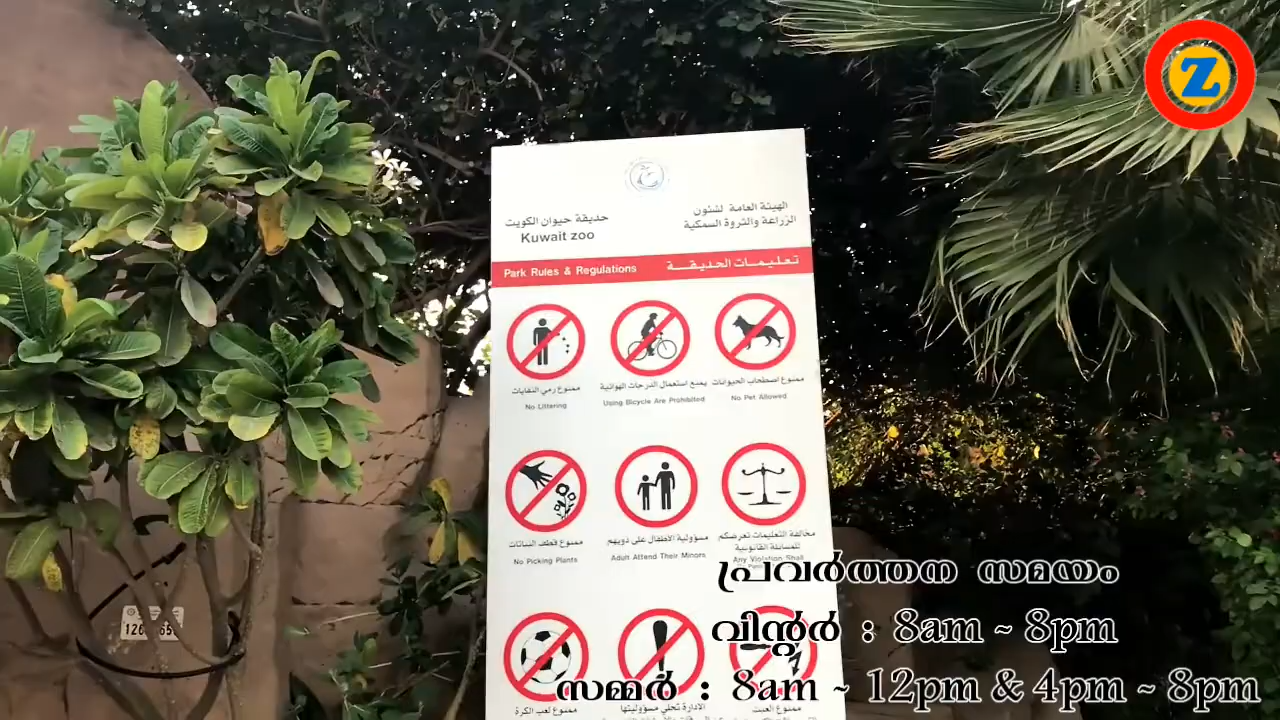 Z
حديقة حيوان الكويت
Kuwait zoo
الهيئة العامة لشئون
الزراعة والثروة السمكية
Park Rules & Regulations
تعليمـات الحديقـة
ممنوع رمي النفايات
No Littering
يمنع استعمال الدرجات الهوائية
Using Bicycle Are Prohibited
ممنوع اصطحاب الحيوانات
No Pet Allowed
ممنوع قطف النباتات
No Picking Plants
مسؤولية الاطفال على ذويهم
Adult Attend Their Minors
مخالفة التعليمات تعرضكم
للمسائلة القانونية
Any Violation Shall
ممنوع لعب الكرة
الادارة تخلي مسؤوليتها
ممنوع العبث
പ്രവർത്തന സമയം
വിന്റർ : 8am ~ 8pm
സമ്മർ : 8am ~ 12pm & 4pm ~ 8pm